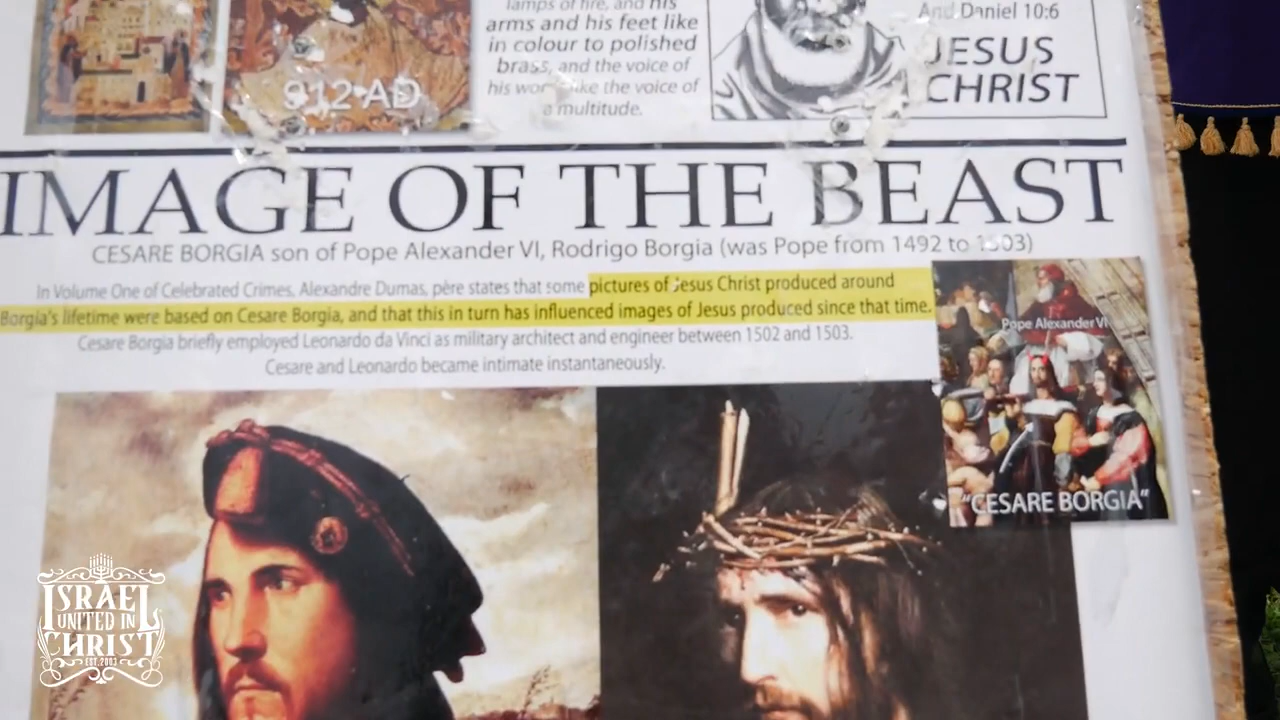 lamps of fire, and his
arms and his feet like
in colour to polished
brass, and the voice of
his words like the voice of
a multitude.
912 AD
And Daniel 10:6
JESUS
CHRIST
IMAGE OF THE BEAST
CESARE BORGIA son of Pope Alexander VI, Rodrigo Borgia (was Pope from 1492 to 1503)
In Volume One of Celebrated Crimes, Alexandre Dumas, père states that some pictures of Jesus Christ produced around
Borgia's lifetime were based on Cesare Borgia, and that this in turn has influenced images of Jesus produced since that time.
Cesare Borgia briefly employed Leonardo da Vinci as military architect and engineer between 1502 and 1503.
Cesare and Leonardo became intimate instantaneously.
Pope Alexander VI
"CESARE BORGIA"
ISRAEL
UNITED IN
CHRIST
EST.2003